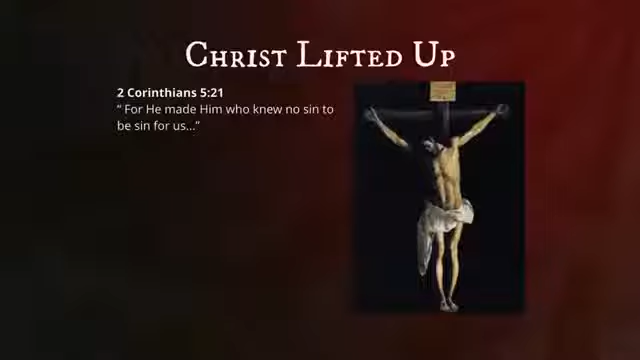 Christ Lifted Up
2 Corinthians 5:21
“ For He made Him who knew no sin to
be sin for us...”